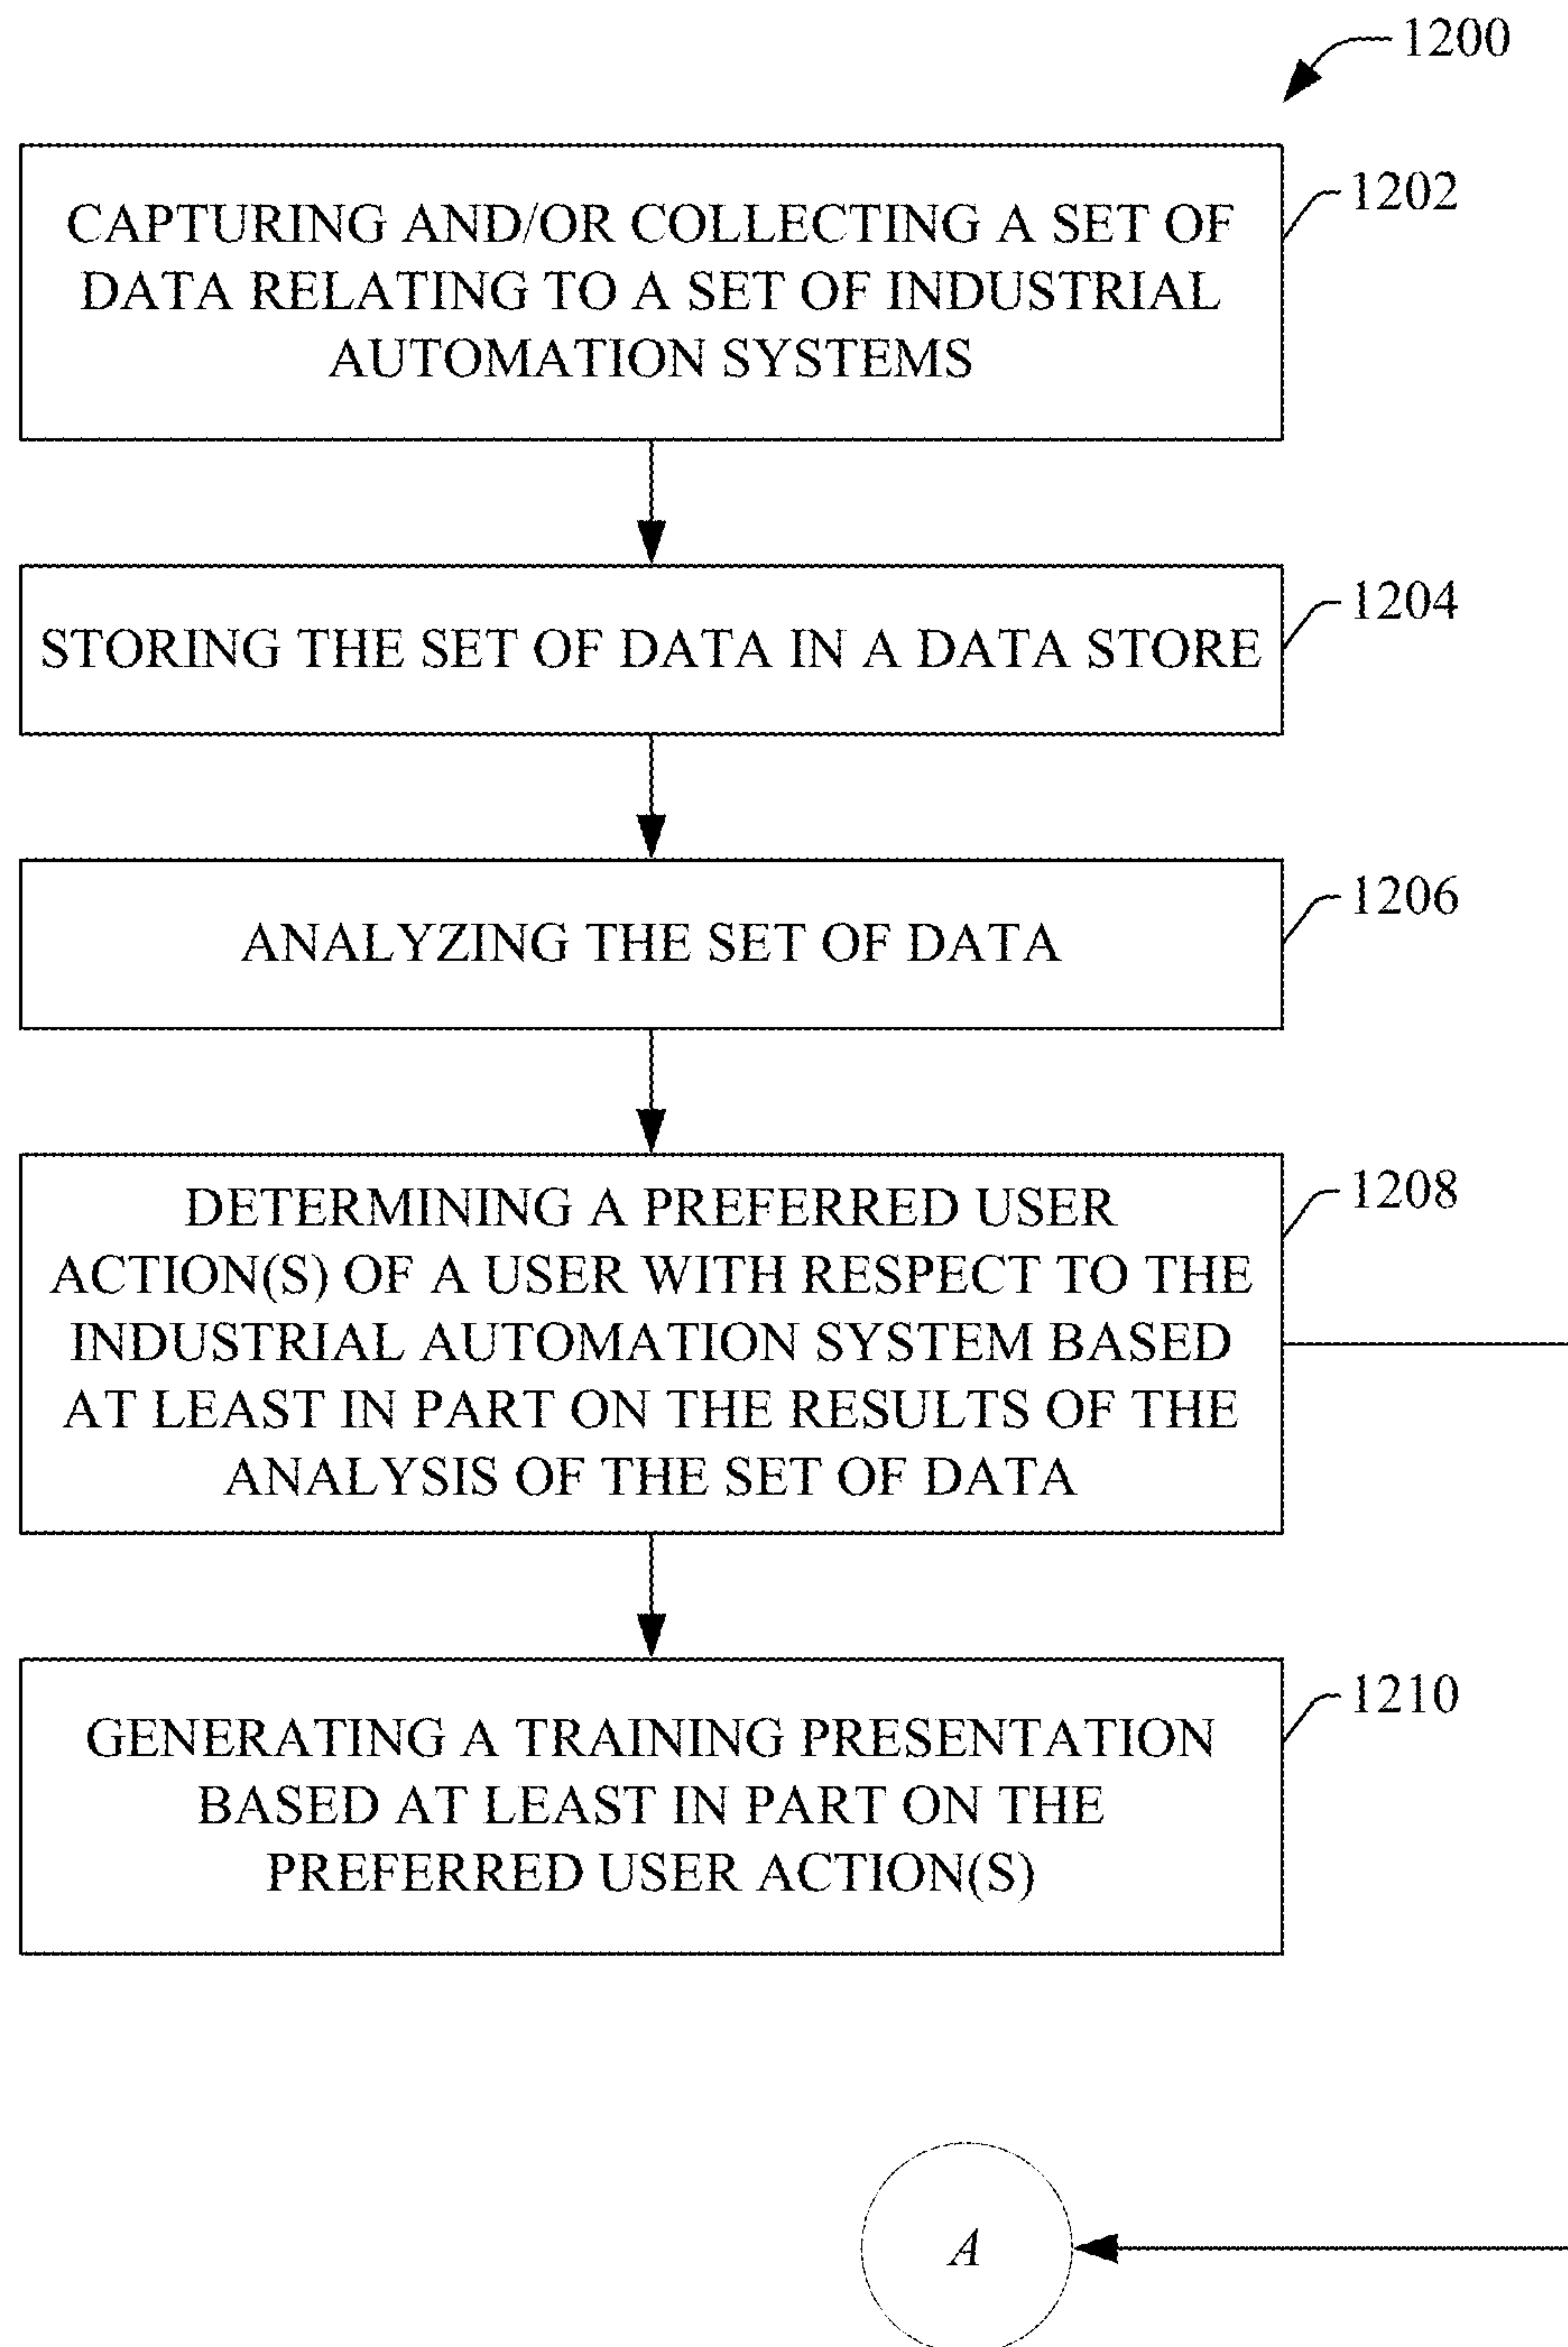 1200
1202
CAPTURING AND/OR COLLECTING A SET OF
DATA RELATING TO A SET OF INDUSTRIAL
AUTOMATION SYSTEMS
1204
STORING THE SET OF DATA IN A DATA STORE
1206
ANALYZING THE SET OF DATA
1208
DETERMINING A PREFERRED USER
ACTION(S) OF A USER WITH RESPECT TO THE
INDUSTRIAL AUTOMATION SYSTEM BASED
AT LEAST IN PART ON THE RESULTS OF THE
ANALYSIS OF THE SET OF DATA
1210
GENERATING A TRAINING PRESENTATION
BASED AT LEAST IN PART ON THE
PREFERRED USER ACTION(S)
A